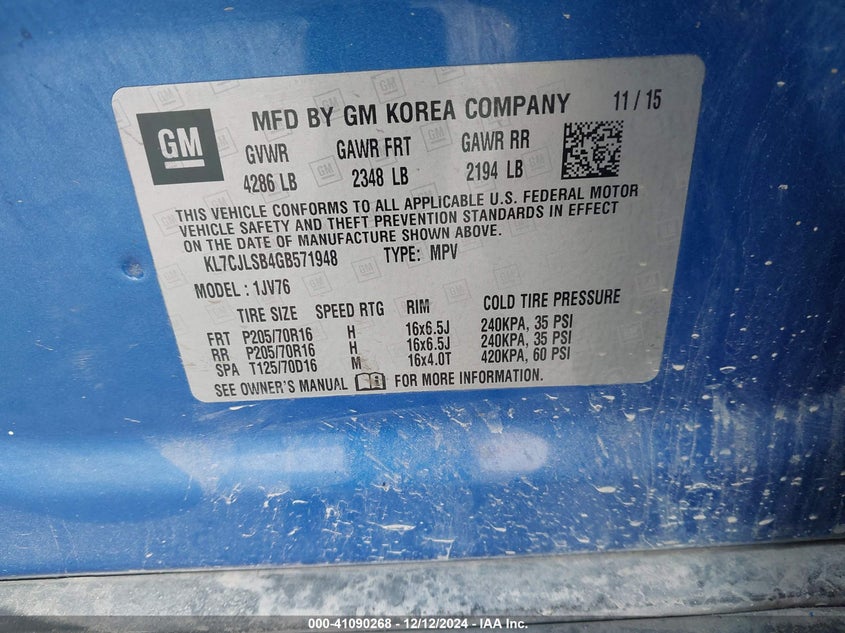 GM
MFD BY GM KOREA COMPANY 11 / 15
GVWR GAWR FRT GAWR RR
4286 LB 2348 LB 2194 LB
THIS VEHICLE CONFORMS TO ALL APPLICABLE U.S. FEDERAL MOTOR
VEHICLE SAFETY AND THEFT PREVENTION STANDARDS IN EFFECT
ON THE DATE OF MANUFACTURE SHOWN ABOVE.
KL7CJLSB4GB571948 TYPE: MPV
MODEL : 1JV76
TIRE SIZE SPEED RTG RIM COLD TIRE PRESSURE
FRT P205/70R16 H 16x6.5J 240KPA, 35 PSI
RR P205/70R16 H 16x6.5J 240KPA, 35 PSI
SPA T125/70D16 M 16x4.0T 420KPA, 60 PSI
SEE OWNER'S MANUAL FOR MORE INFORMATION.
000-41090268 - 12/12/2024 - IAA Inc.